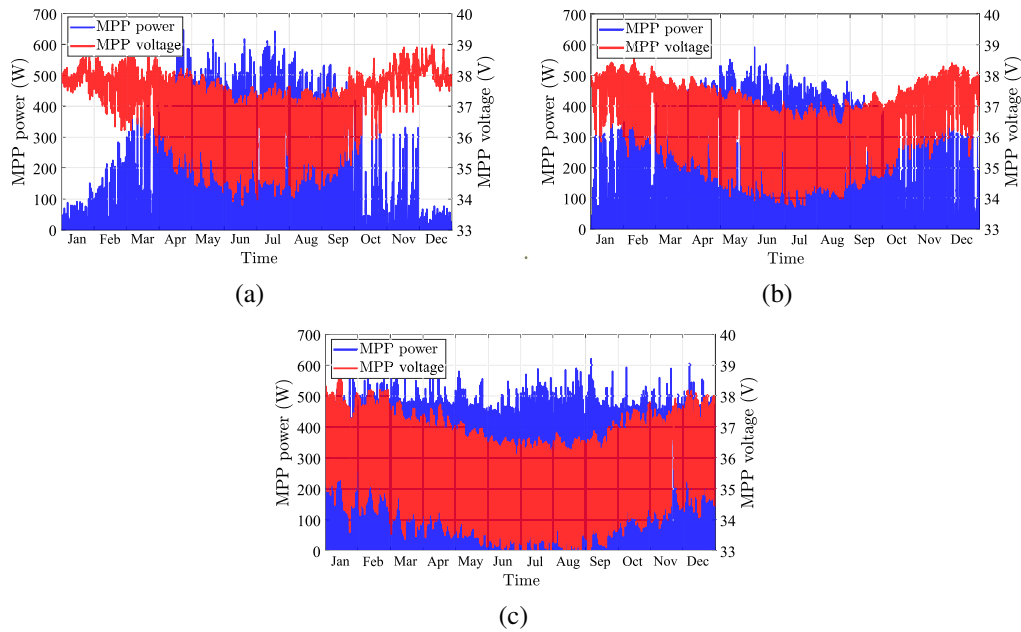 700
600
500
400
300
200
100
0
MPP power (W)
MPP power
MPP voltage
40
39
38
37
36
35
34
33
MPP voltage (V)
Jan Feb Mar Apr May Jun Jul Aug Sep Oct Nov Dec
Time
(a)
700
600
500
400
300
200
100
0
MPP power (W)
MPP power
MPP voltage
40
39
38
37
36
35
34
33
MPP voltage (V)
Jan Feb Mar Apr May Jun Jul Aug Sep Oct Nov Dec
Time
(b)
700
600
500
400
300
200
100
0
MPP power (W)
MPP power
MPP voltage
40
39
38
37
36
35
34
33
MPP voltage (V)
Jan Feb Mar Apr May Jun Jul Aug Sep Oct Nov Dec
Time
(c)